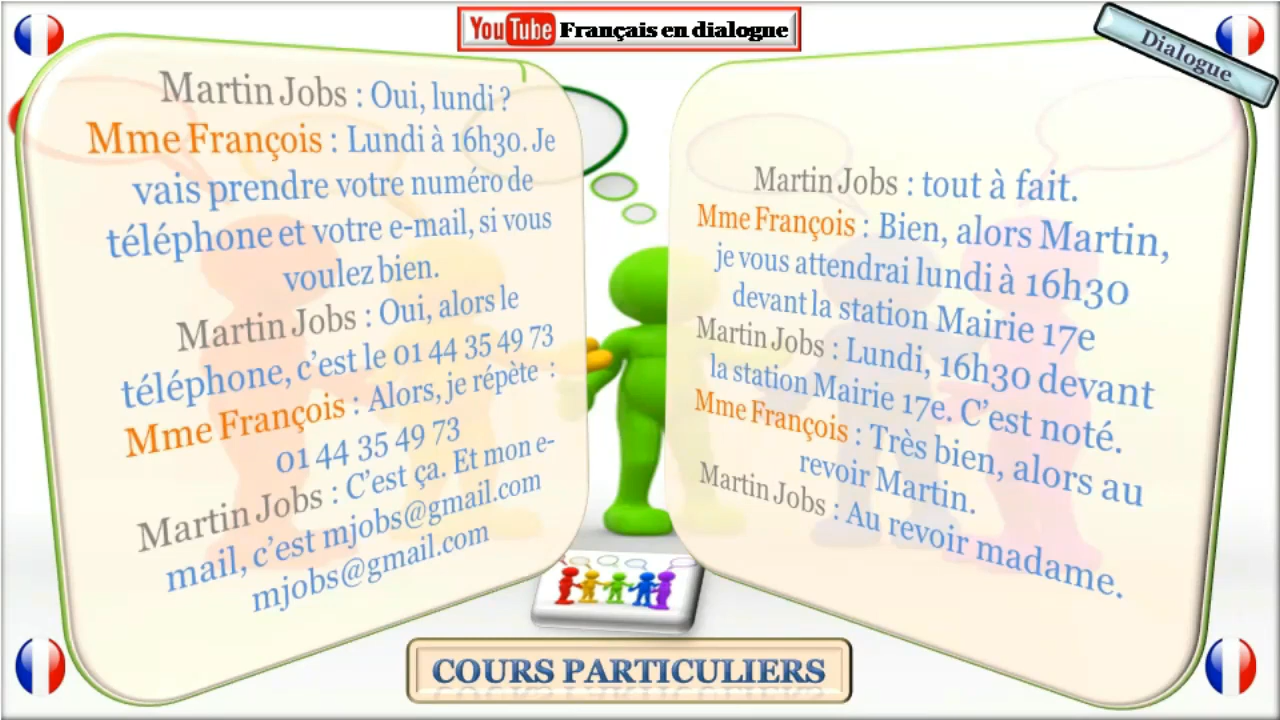 YouTube Français en dialogue
Dialogue
Martin Jobs : Oui, lundi ?
Mme François : Lundi à 16h30. Je
vais prendre votre numéro de
téléphone et votre e-mail, si vous
voulez bien.
Martin Jobs : Oui, alors le
téléphone, c'est le 01 44 35 49 73
Mme François : Alors, je répète :
01 44 35 49 73
Martin Jobs : C'est ça. Et mon e-
mail, c'est mjobs@gmail.com
mjobs@gmail.com
Martin Jobs : tout à fait.
Mme François : Bien, alors Martin,
je vous attendrai lundi à 16h30
devant la station Mairie 17e
Martin Jobs : Lundi, 16h30 devant
la station Mairie 17e. C'est noté.
Mme François : Très bien, alors au
revoir Martin.
Martin Jobs : Au revoir madame.
COURS PARTICULIERS